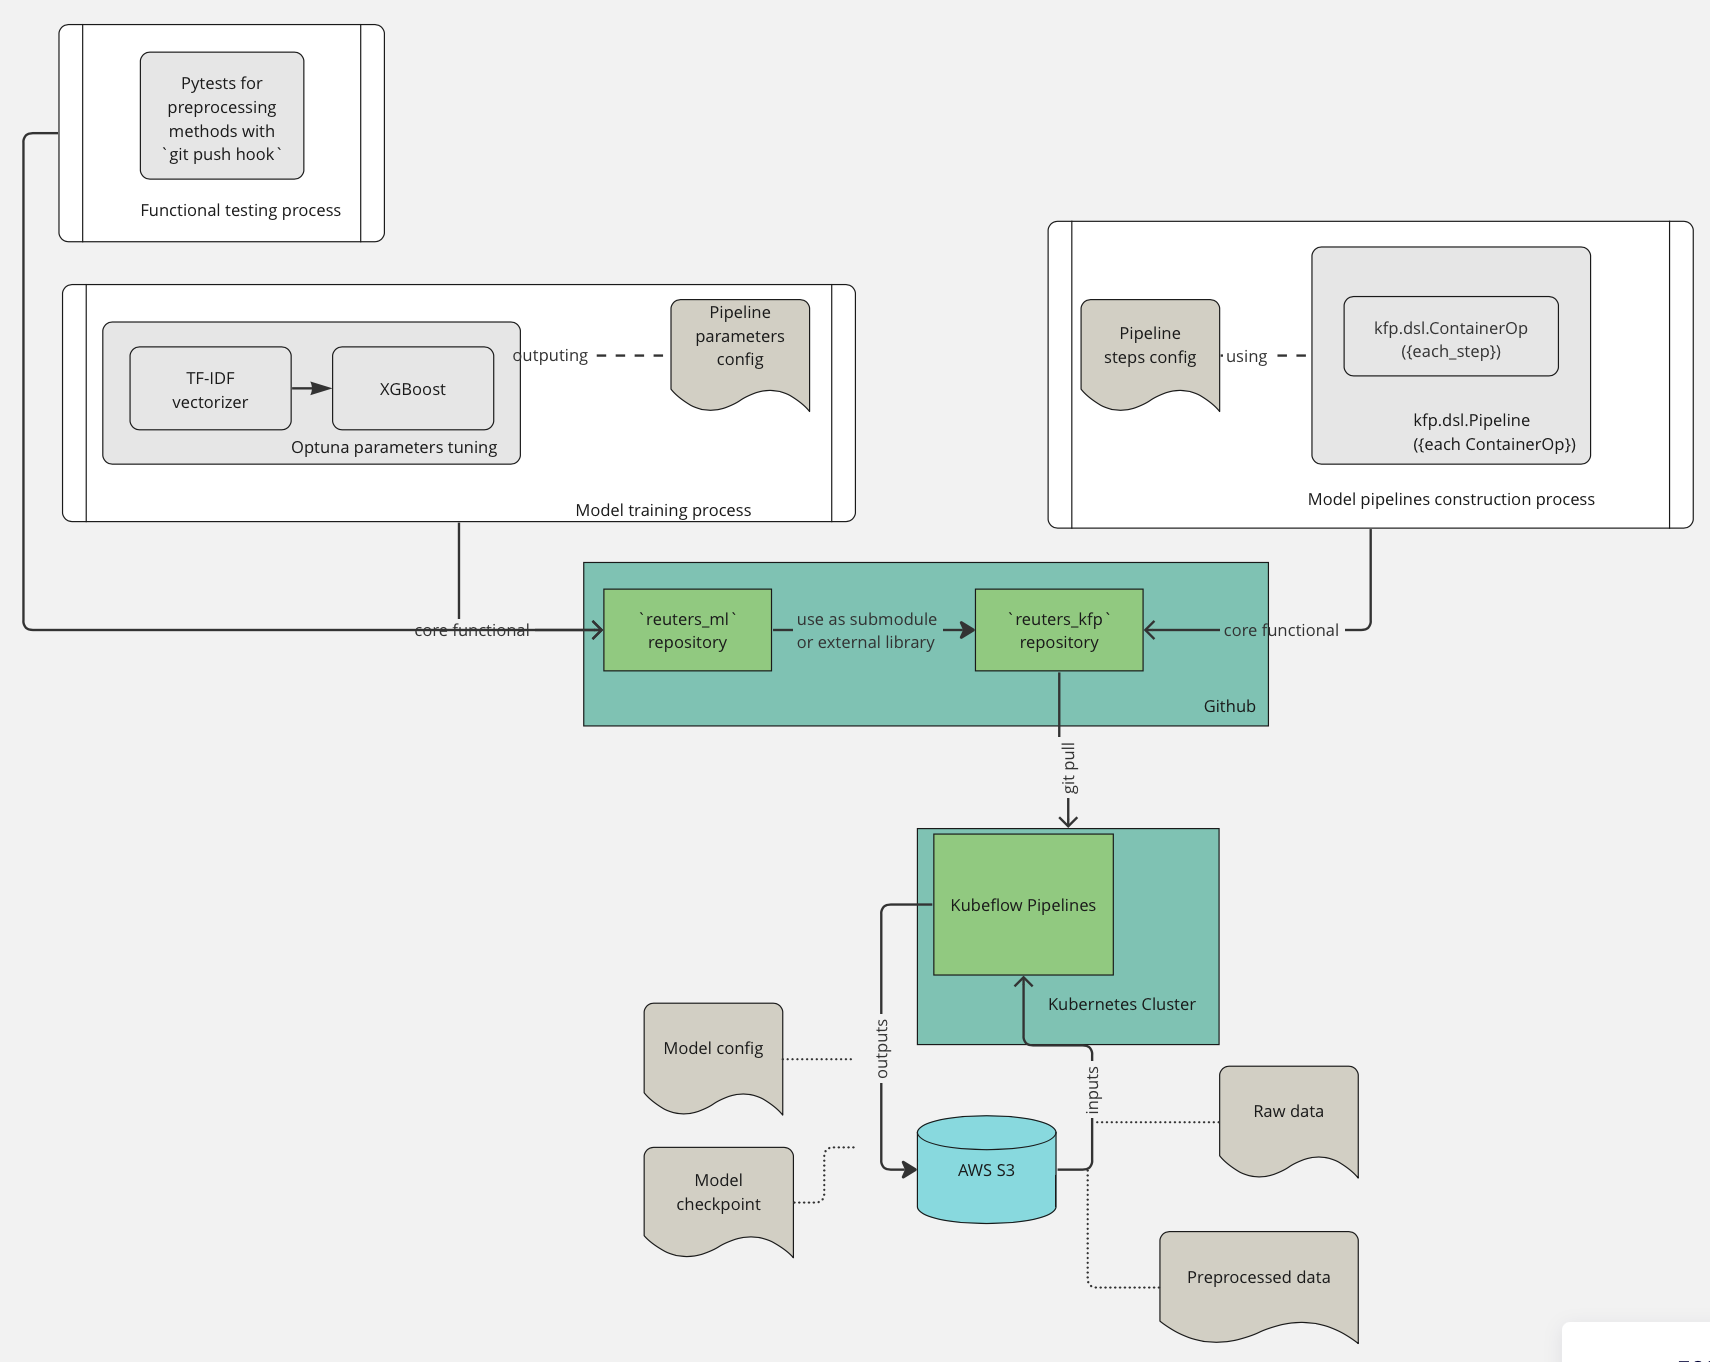 Pytests for
preprocessing
methods with
`git push hook`
Functional testing process
TF-IDF
vectorizer
XGBoost
Optuna parameters tuning
outputing
Pipeline
parameters
config
Model training process
Pipeline
steps config
using
kfp.dsl.ContainerOp
({each_step})
kfp.dsl.Pipeline
({each ContainerOp})
Model pipelines construction process
core functional
`reuters_ml`
repository
use as submodule
or external library
`reuters_kfp`
repository
core functional
Github
git pull
Kubeflow Pipelines
Kubernetes Cluster
outputs
inputs
Model config
Model
checkpoint
AWS S3
Raw data
Preprocessed data